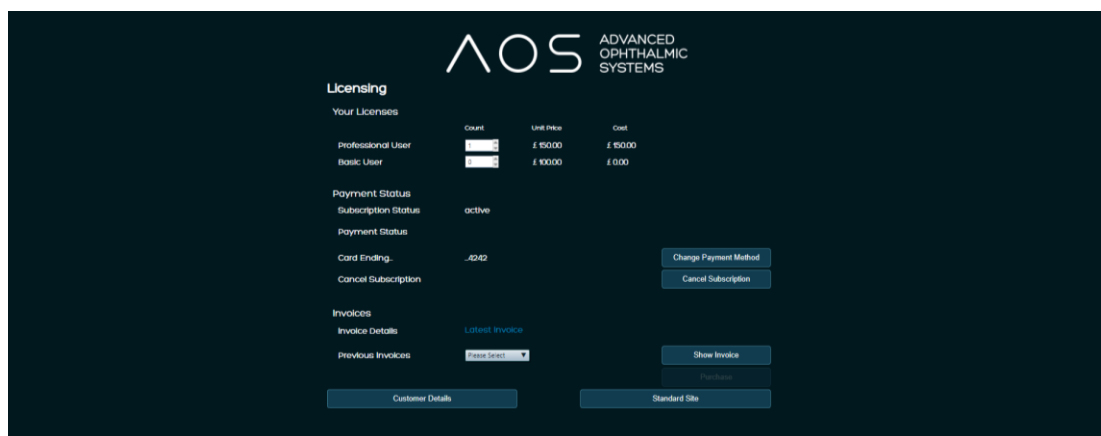 AOS ADVANCED
OPHTHALMIC
SYSTEMS
Licensing
Your Licenses
Count Unit Price Cost
Professional User 1 £ 150.00 £ 150.00
Basic User 0 £ 100.00 £ 0.00
Payment Status
Subscription Status active
Payment Status
Card Ending.. ..4242 Change Payment Method
Cancel Subscription Cancel Subscription
Invoices
Invoice Details Latest Invoice
Previous Invoices Please Select Show Invoice
Purchase
Customer Details Standard Site